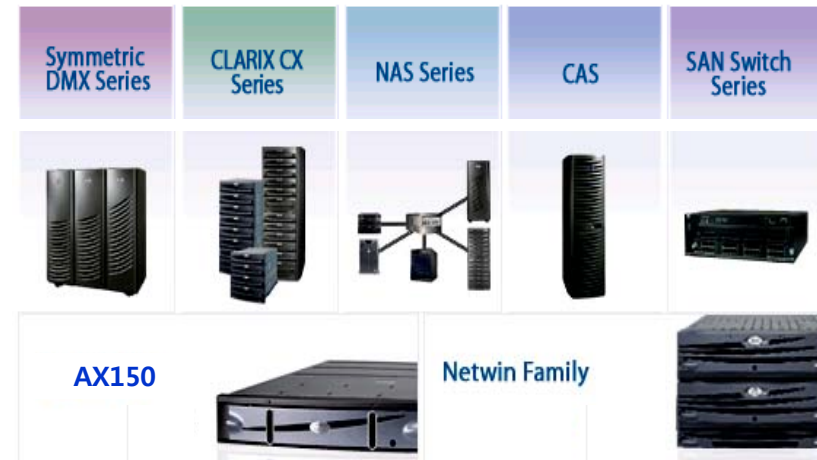 Symmetric
DMX Series
CLARIX CX
Series
NAS Series
CAS
SAN Switch
Series
AX150
Netwin Family